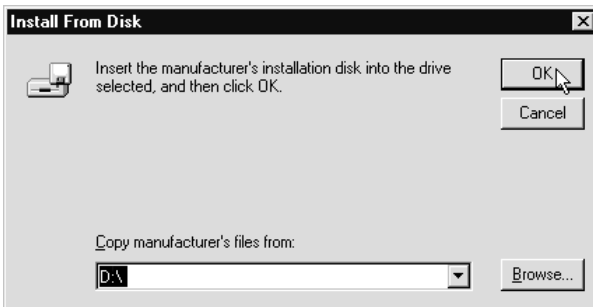 Install From Disk
Insert the manufacturer's installation disk into the drive
selected, and then click OK.
OK
Cancel
Copy manufacturer's files from:
D:\
Browse...